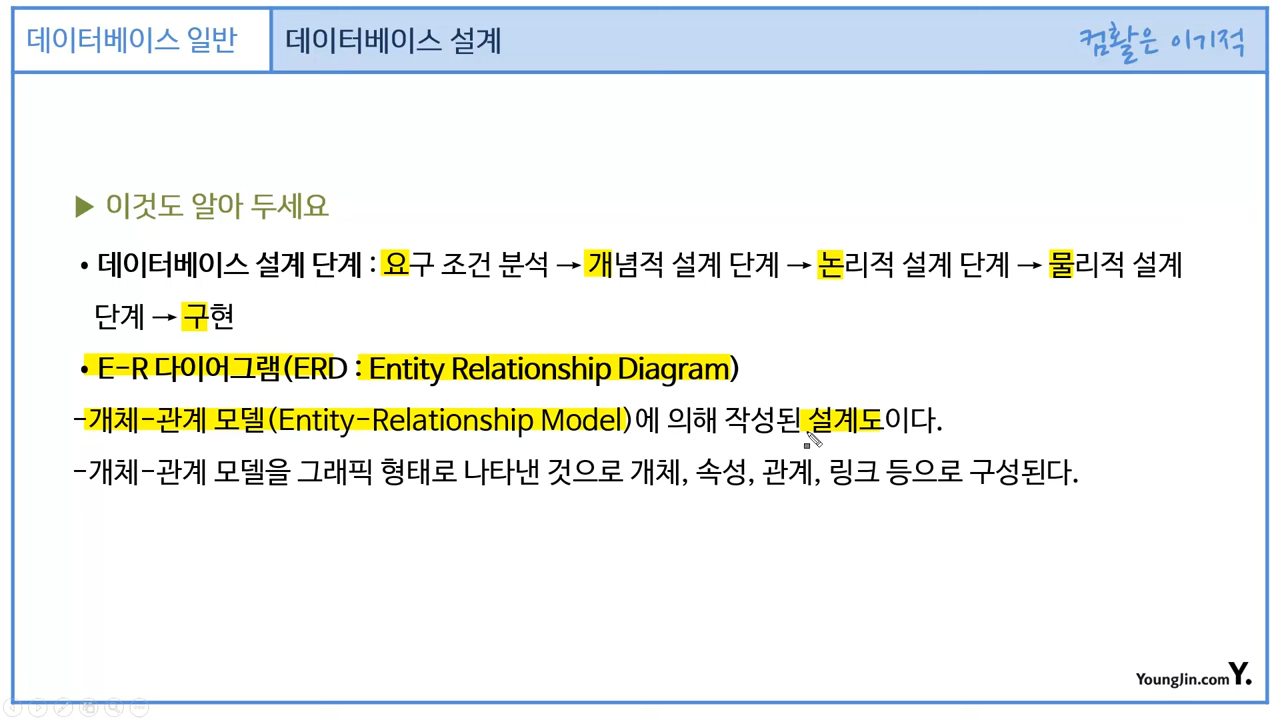 데이터베이스 일반
데이터베이스 설계
컴활은 이기적
▶ 이것도 알아 두세요
• 데이터베이스 설계 단계 : 요구 조건 분석 → 개념적 설계 단계 → 논리적 설계 단계 → 물리적 설계
단계 → 구현
• E-R 다이어그램(ERD : Entity Relationship Diagram)
-개체-관계 모델(Entity-Relationship Model)에 의해 작성된 설계도이다.
-개체-관계 모델을 그래픽 형태로 나타낸 것으로 개체, 속성, 관계, 링크 등으로 구성된다.
YoungJin.com Y.